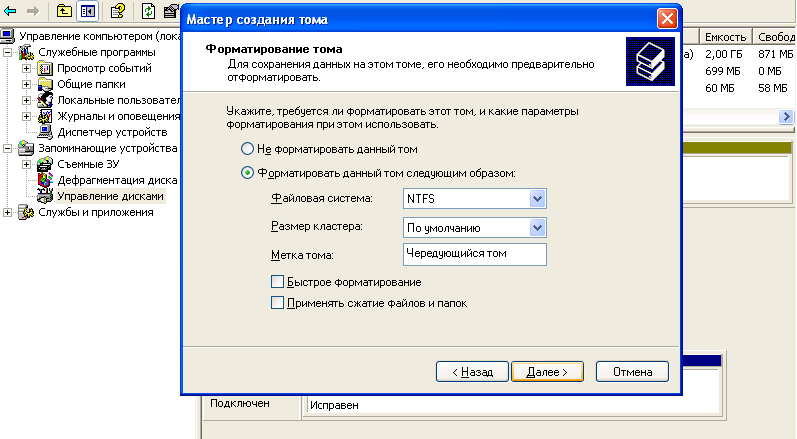 Управление компьютером (лока
Служебные программы
Просмотр событий
Общие папки
Локальные пользовател
Журналы и оповещения
Диспетчер устройств
Запоминающие устройства
Съемные ЗУ
Дефрагментация диска
Управление дисками
Службы и приложения
Емкость Свобод
а) 2,00 ГБ 871 МБ
699 МБ 0 МБ
60 МБ 58 МБ
Мастер создания тома
Форматирование тома
Для сохранения данных на этом томе, его необходимо предварительно
отформатировать.
Укажите, требуется ли форматировать этот том, и какие параметры
форматирования при этом использовать.
Не форматировать данный том
Форматировать данный том следующим образом:
Файловая система: NTFS
Размер кластера: По умолчанию
Метка тома: Чередующийся том
Быстрое форматирование
Применять сжатие файлов и папок
< Назад Далее > Отмена
Подключен Исправен